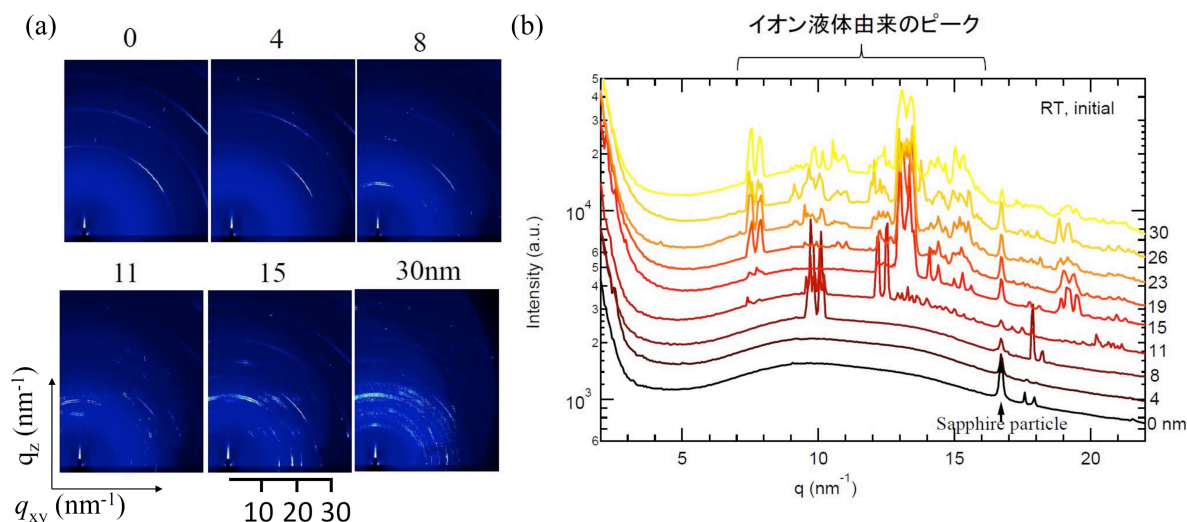 (a)
0 4 8
11 15 30nm
q_z (nm⁻¹)
q_xy (nm⁻¹)
10 20 30
(b)
イオン液体由来のピーク
RT, initial
Intensity (a.u.)
5
4
3
2
10⁴
6
5
4
3
2
10³
6
30
26
23
19
15
11
8
4
0 nm
Sapphire particle
5 10 15 20
q (nm⁻¹)